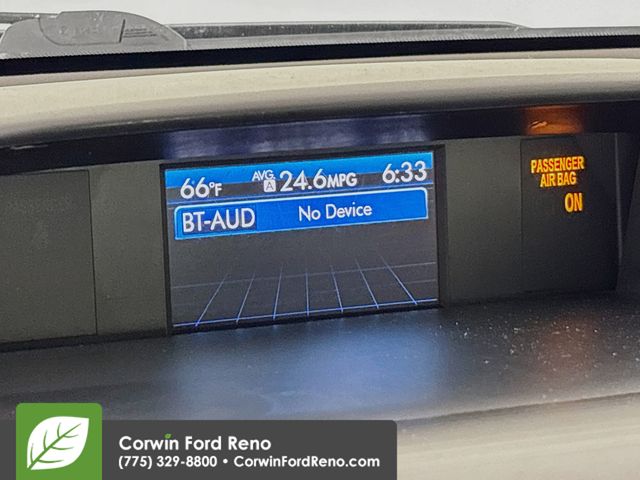 66°F AVG. A 24.6MPG 6:33
BT-AUD No Device
PASSENGER
AIR BAG
ON
Corwin Ford Reno
(775) 329-8800 • CorwinFordReno.com